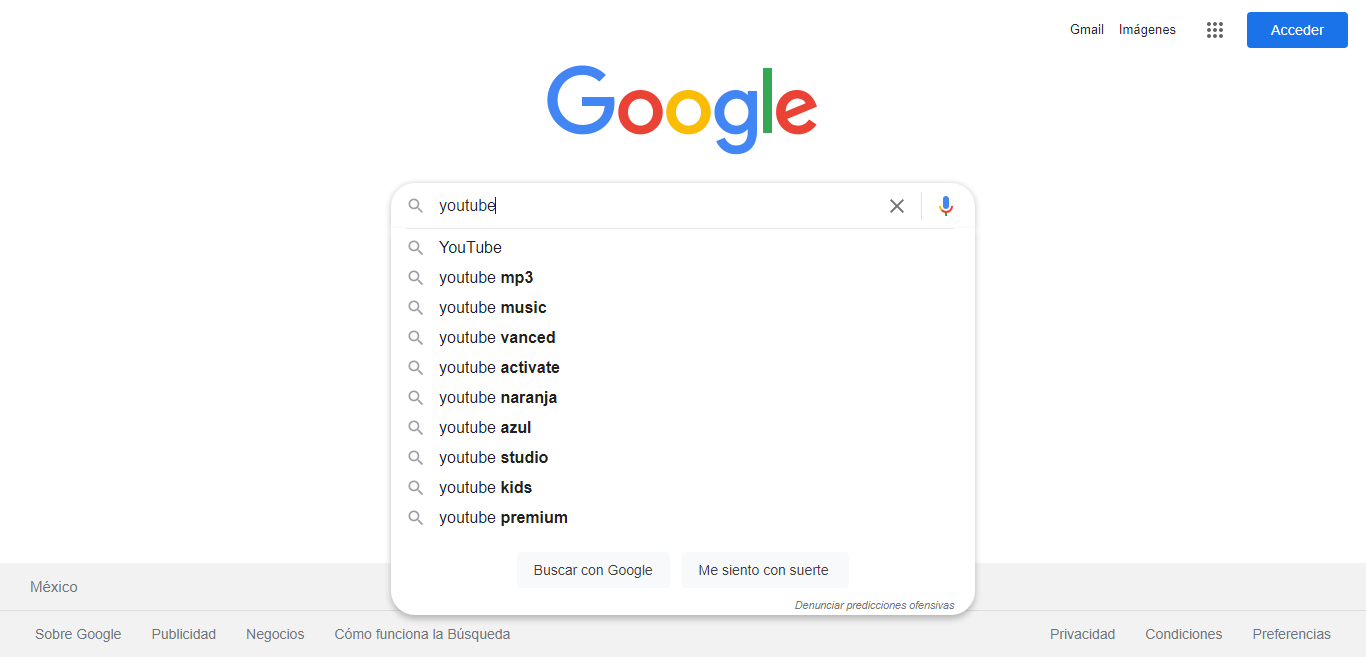 Gmail Imágenes Acceder
Google
youtube
YouTube
youtube mp3
youtube music
youtube vanced
youtube activate
youtube naranja
youtube azul
youtube studio
youtube kids
youtube premium
Buscar con Google Me siento con suerte
México
Denunciar predicciones ofensivas
Sobre Google Publicidad Negocios Cómo funciona la Búsqueda Privacidad Condiciones Preferencias